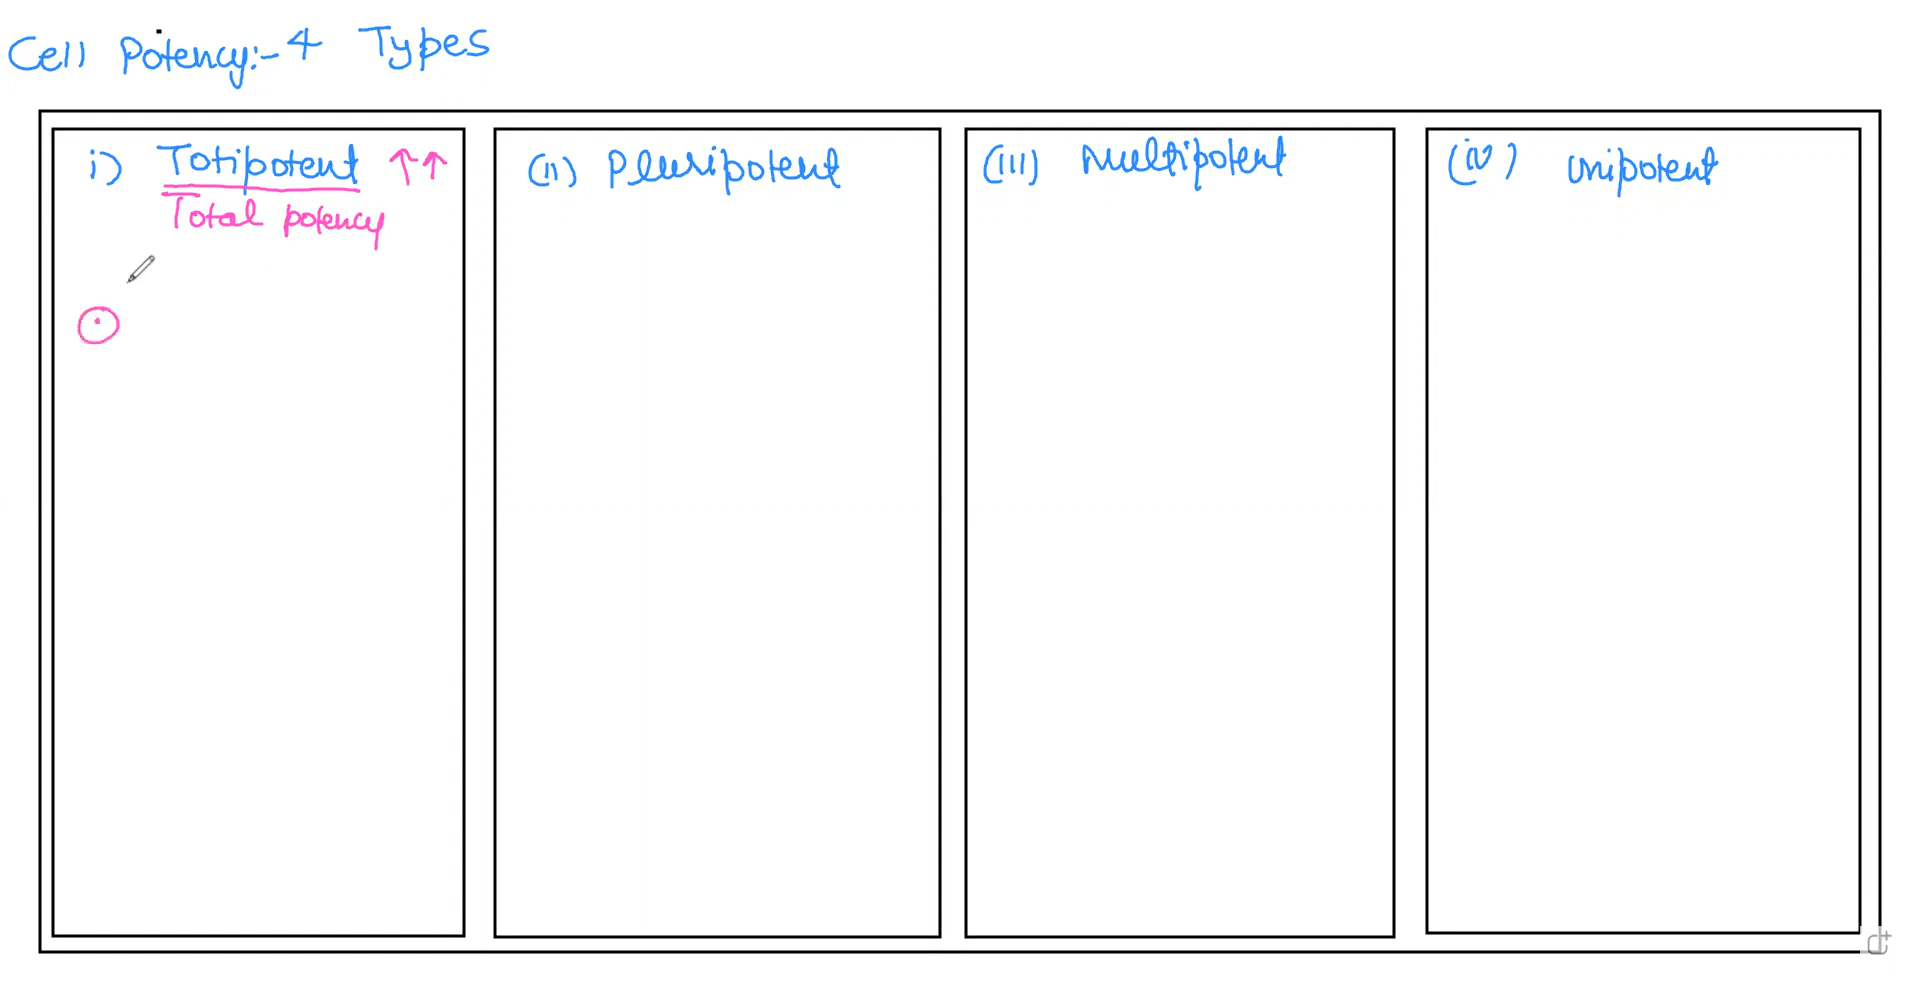 Cell Potency:- 4 Types
i) Totipotent ↑↑
Total potency
(ii) Pluripotent
(iii) Multipotent
(iv) Unipotent